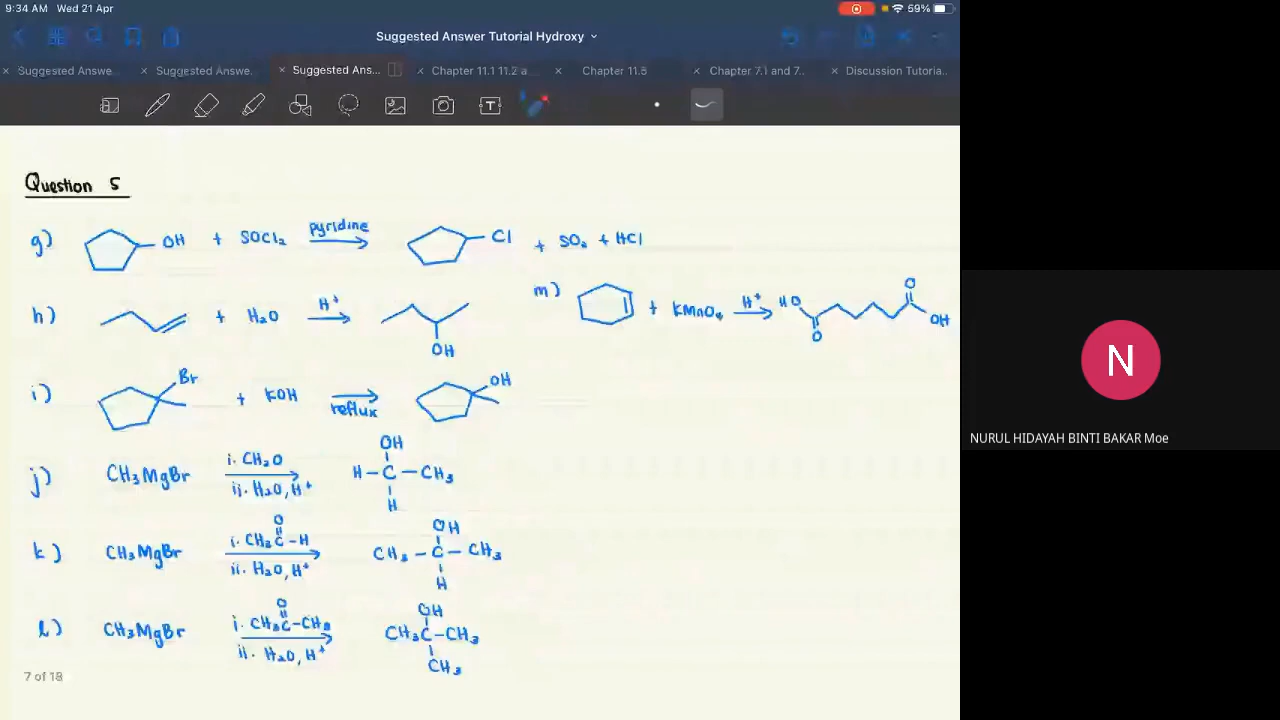 9:34 AM Wed 21 Apr
59%
Suggested Answer Tutorial Hydroxy
Suggested Answe...
Suggested Answe.
Suggested Ans...
Chapter 11.1 11.2 a...
Chapter 11.5
Chapter 7.1 and 7..
Discussion Tutoria..
T
Question 5
g) OH + SOCl₂ pyridine Cl + SO₂ + HCl
h) + H₂O H⁺ OH
m) + KMnO₄ H⁺ HO O O OH
i) Br + KOH reflux OH
j) CH₃MgBr i. CH₂O ii. H₂O, H⁺ OH H–C–CH₃ H
k) CH₃MgBr i. CH₃C–H O ii. H₂O, H⁺ OH CH₃–C–CH₃ H
l) CH₃MgBr i. CH₃C–CH₃ O ii. H₂O, H⁺ OH CH₃C–CH₃ CH₃
7 of 18
N
NURUL HIDAYAH BINTI BAKAR Moe